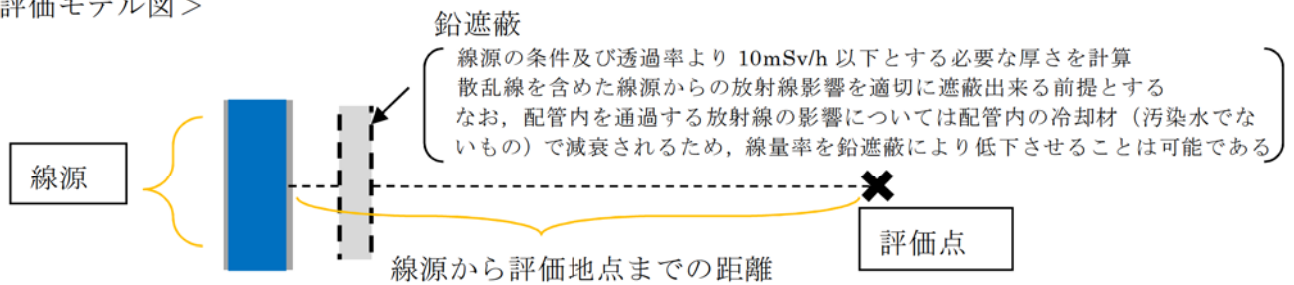 評価モデル図>
鉛遮蔽
線源の条件及び透過率より 10mSv/h 以下とする必要な厚さを計算
散乱線を含めた線源からの放射線影響を適切に遮蔽出来る前提とする
なお，配管内を通過する放射線の影響については配管内の冷却材（汚染水でな
いもの）で減衰されるため，線量率を鉛遮蔽により低下させることは可能である
線源
評価点
線源から評価地点までの距離